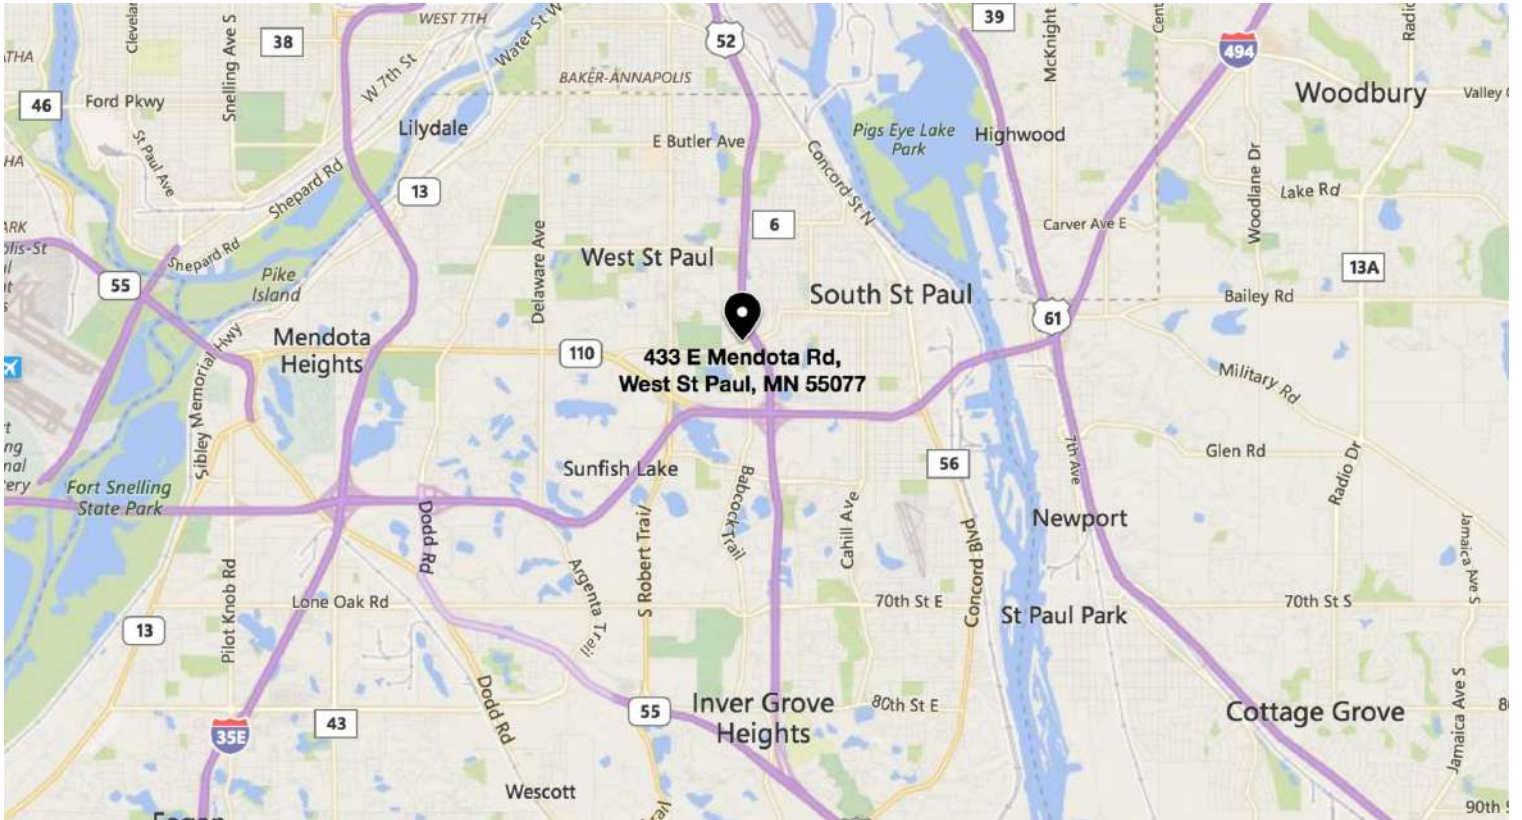 WEST 7TH
Water St W
52
39
McKnight
494
Snelling Ave S
38
W 7th St
BAKER-ANNAPOLIS
Woodbury
46
Ford Pkwy
Lilydale
Pigs Eye Lake
Park
Highwood
E Butler Ave
St Paul Ave
Shepard Rd
13
Concord St N
Woodlane Dr
Lake Rd
6
Carver Ave E
Delaware Ave
West St Paul
Shepard Rd
55
Pike
Island
13A
South St Paul
Bailey Rd
61
Mendota
Heights
Sibley Memorial Hwy
110
433 E Mendota Rd,
West St Paul, MN 55077
Military Rd
7th Ave
Glen Rd
Radio Dr
Sunfish Lake
56
Fort Snelling
State Park
Dodd Rd
Babcock Trail
Cahill Ave
Concord Blvd
Newport
Jamaica Ave S
S Robert Trail
Argenta Trail
Pilot Knob Rd
Lone Oak Rd
70th St E
70th St S
St Paul Park
13
Dodd Rd
55
Inver Grove
Heights
80th St E
Cottage Grove
Jamaica Ave S
43
35E
Wescott
90th